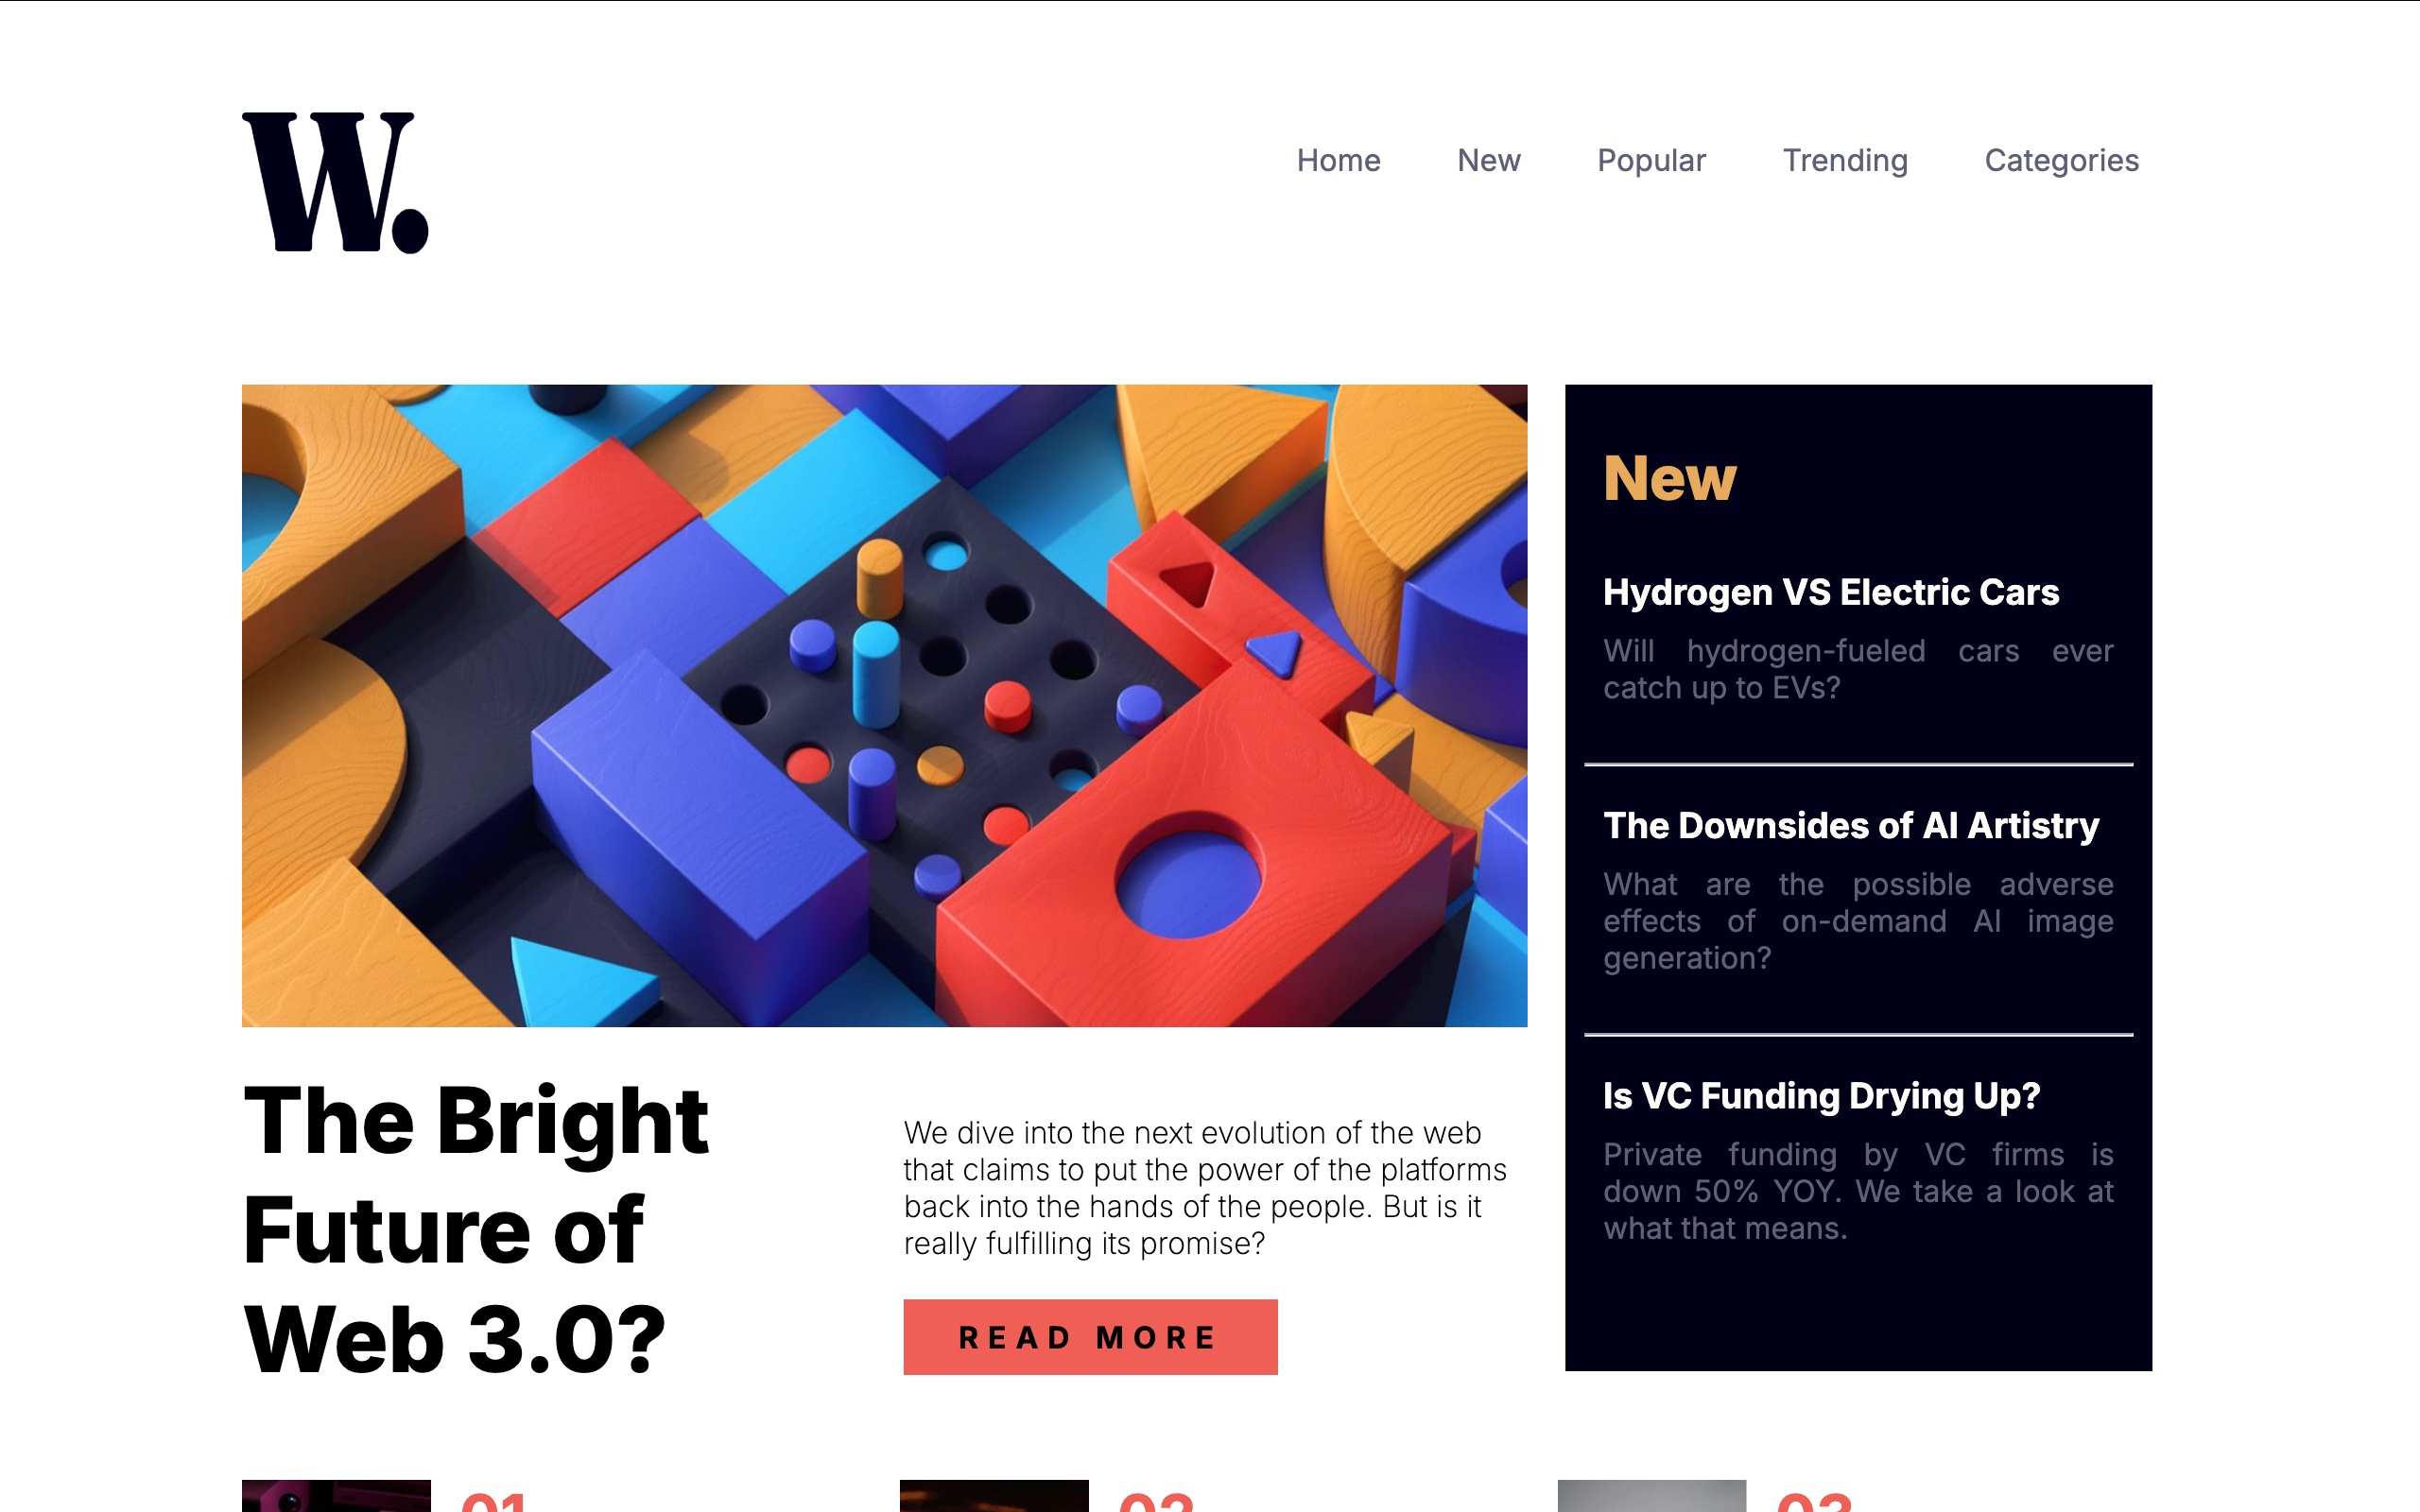 W.
Home New Popular Trending Categories
New
Hydrogen VS Electric Cars
Will hydrogen-fueled cars ever
catch up to EVs?
The Downsides of AI Artistry
What are the possible adverse
effects of on-demand AI image
generation?
Is VC Funding Drying Up?
Private funding by VC firms is
down 50% YOY. We take a look at
what that means.
The Bright
Future of
Web 3.0?
We dive into the next evolution of the web
that claims to put the power of the platforms
back into the hands of the people. But is it
really fulfilling its promise?
READ MORE
01 02 03